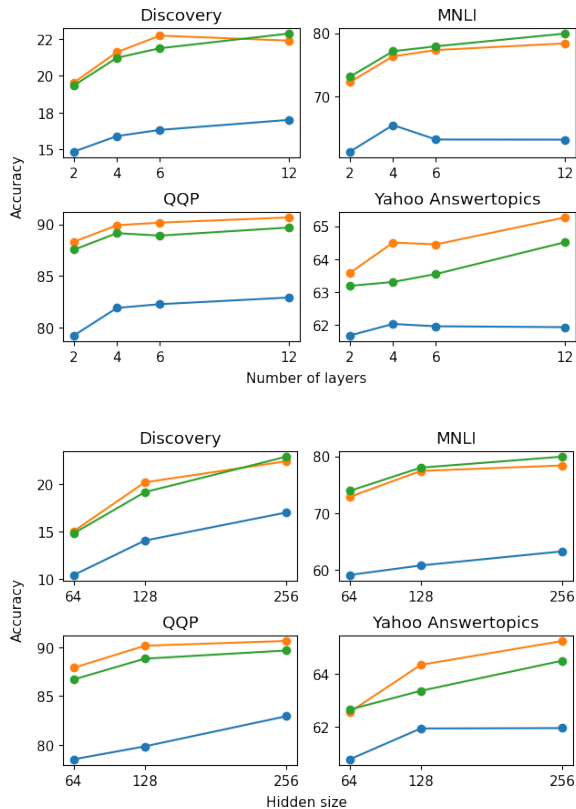 Discovery
MNLI
22
20
18
15
2 4 6 12
80
70
2 4 6 12
Accuracy
QQP
Yahoo Answertopics
90
85
80
2 4 6 12
65
64
63
62
2 4 6 12
Number of layers
Discovery
MNLI
20
15
10
64 128 256
80
70
60
64 128 256
Accuracy
QQP
Yahoo Answertopics
90
85
80
64 128 256
64
62
64 128 256
Hidden size